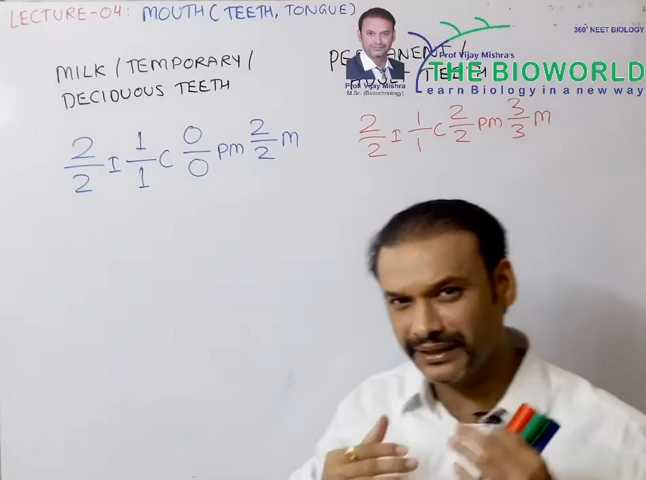 LECTURE-04: MOUTH (TEETH, TONGUE)
360° NEET BIOLOGY
MILK / TEMPORARY /
DECIDUOUS TEETH
Prof Vijay Mishra's
THE BIOWORLD
Learn Biology in a new way
Prof. Vijay Mishra
M.Sc. (Biotechnology)
TEETH
2/2 I 1/1 C 0/0 pm 2/2 m
2/2 I 1/1 C 2/2 pm 3/3 m